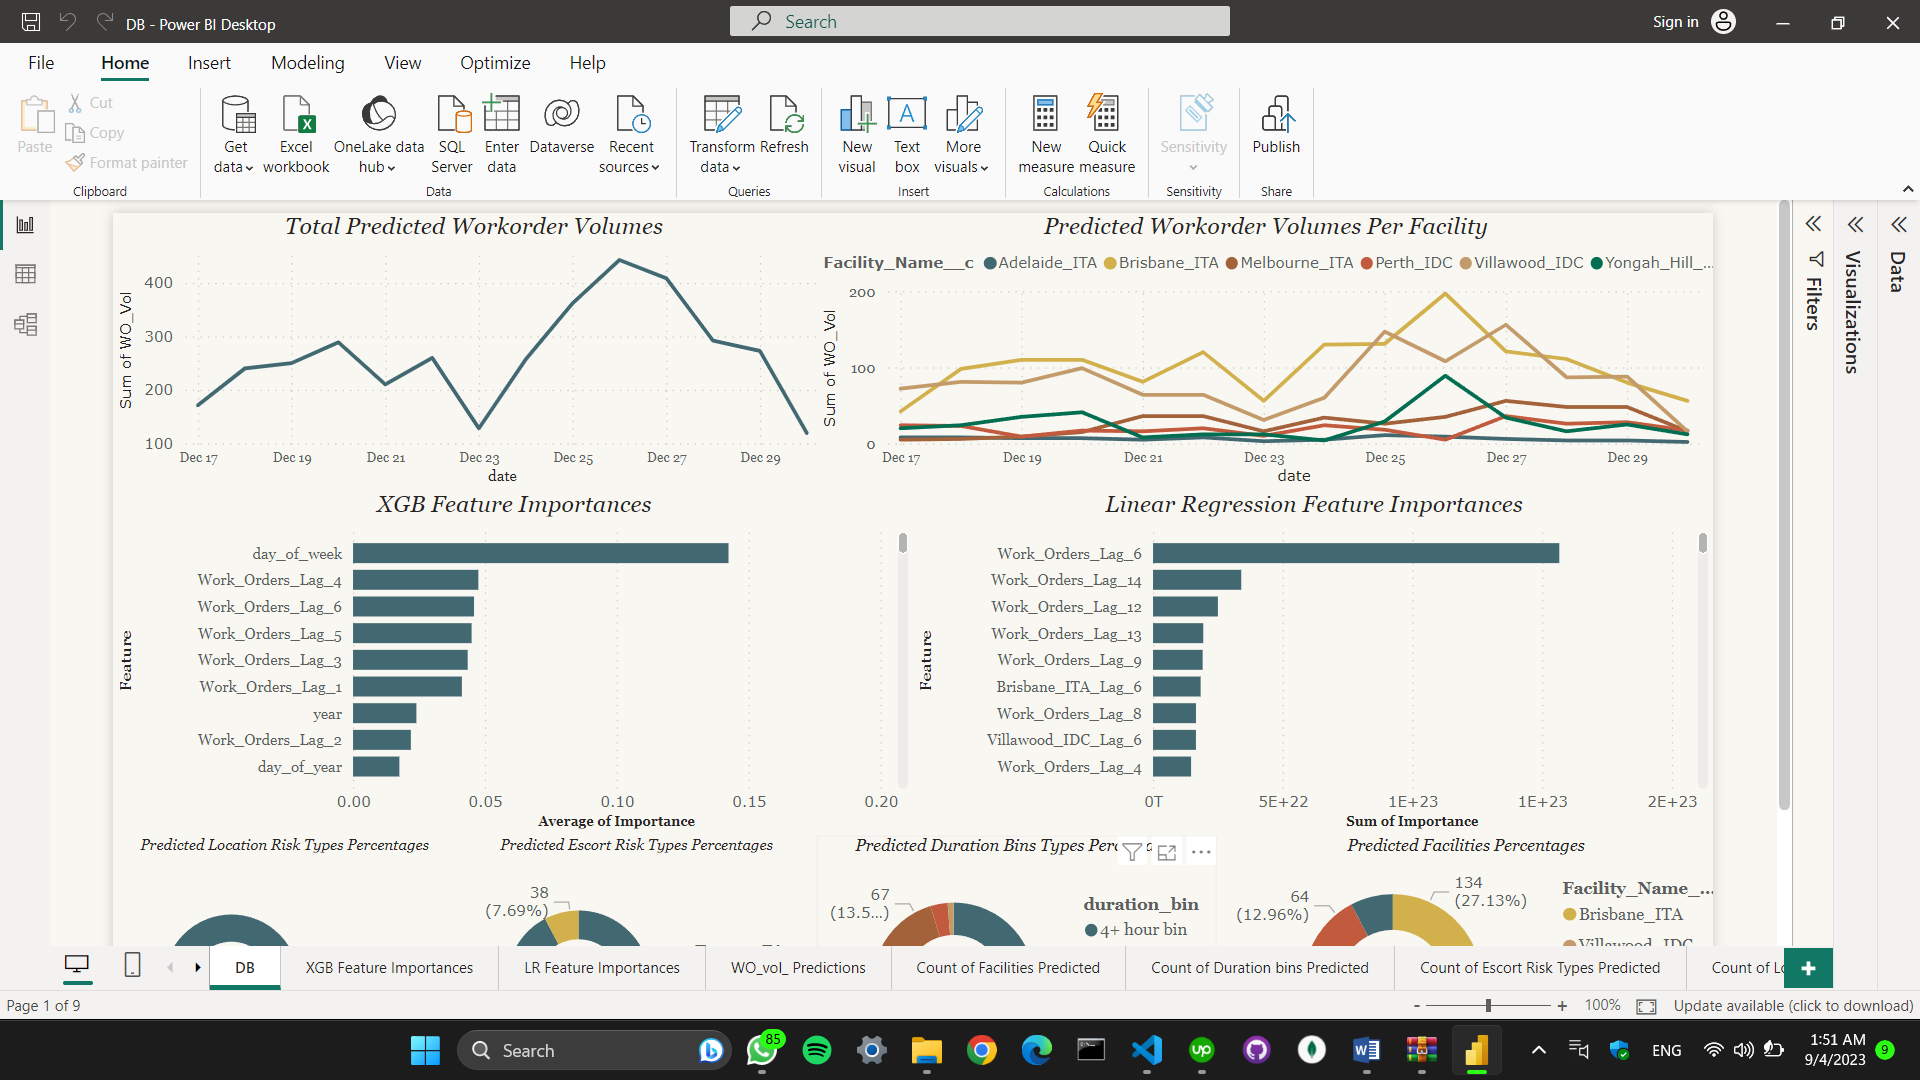 DB - Power BI Desktop
Search
Sign in
File Home Insert Modeling View Optimize Help
Paste
Cut
Copy
Format painter
Clipboard
Get data
Excel workbook
OneLake data hub
SQL Server
Enter data
Dataverse
Recent sources
Data
Transform data
Refresh
Queries
New visual
Text box
More visuals
Insert
New measure
Quick measure
Calculations
Sensitivity
Sensitivity
Publish
Share
Total Predicted Workorder Volumes
Sum of WO_Vol
400
300
200
100
Dec 17 Dec 19 Dec 21 Dec 23 Dec 25 Dec 27 Dec 29
date
Predicted Workorder Volumes Per Facility
Facility_Name__c Adelaide_ITA Brisbane_ITA Melbourne_ITA Perth_IDC Villawood_IDC Yongah_Hill_...
Sum of WO_Vol
200
100
0
Dec 17 Dec 19 Dec 21 Dec 23 Dec 25 Dec 27 Dec 29
date
XGB Feature Importances
Feature
day_of_week
Work_Orders_Lag_4
Work_Orders_Lag_6
Work_Orders_Lag_5
Work_Orders_Lag_3
Work_Orders_Lag_1
year
Work_Orders_Lag_2
day_of_year
0.00 0.05 0.10 0.15 0.20
Average of Importance
Linear Regression Feature Importances
Feature
Work_Orders_Lag_6
Work_Orders_Lag_14
Work_Orders_Lag_12
Work_Orders_Lag_13
Work_Orders_Lag_9
Brisbane_ITA_Lag_6
Work_Orders_Lag_8
Villawood_IDC_Lag_6
Work_Orders_Lag_4
0T 5E+22 1E+23 1E+23 2E+23
Sum of Importance
Predicted Location Risk Types Percentages
Predicted Escort Risk Types Percentages
38
(7.69%)
Predicted Duration Bins Types Perc
67
(13.5...)
duration_bin
4+ hour bin
Predicted Facilities Percentages
64
(12.96%)
134
(27.13%)
Facility_Name_...
Brisbane_ITA
Villawood_IDC
Filters
Visualizations
Data
DB XGB Feature Importances LR Feature Importances WO_vol_ Predictions Count of Facilities Predicted Count of Duration bins Predicted Count of Escort Risk Types Predicted Count of Lo
Page 1 of 9
- + 100% Update available (click to download)
Search
85
up
ENG
1:51 AM
9/4/2023
9